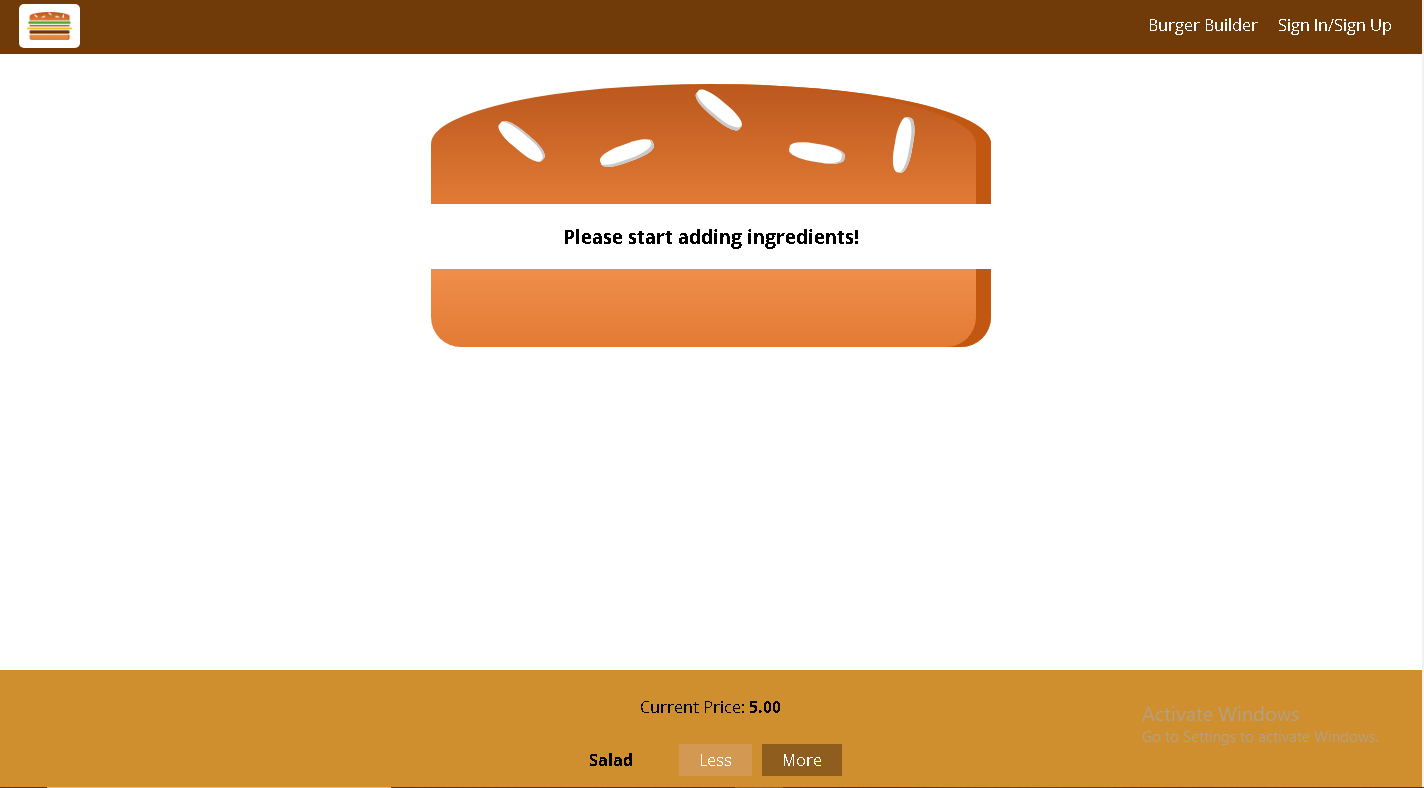 Burger Builder Sign In/Sign Up
Please start adding ingredients!
Current Price: 5.00
Activate Windows
Go to Settings to activate Windows.
Salad Less More